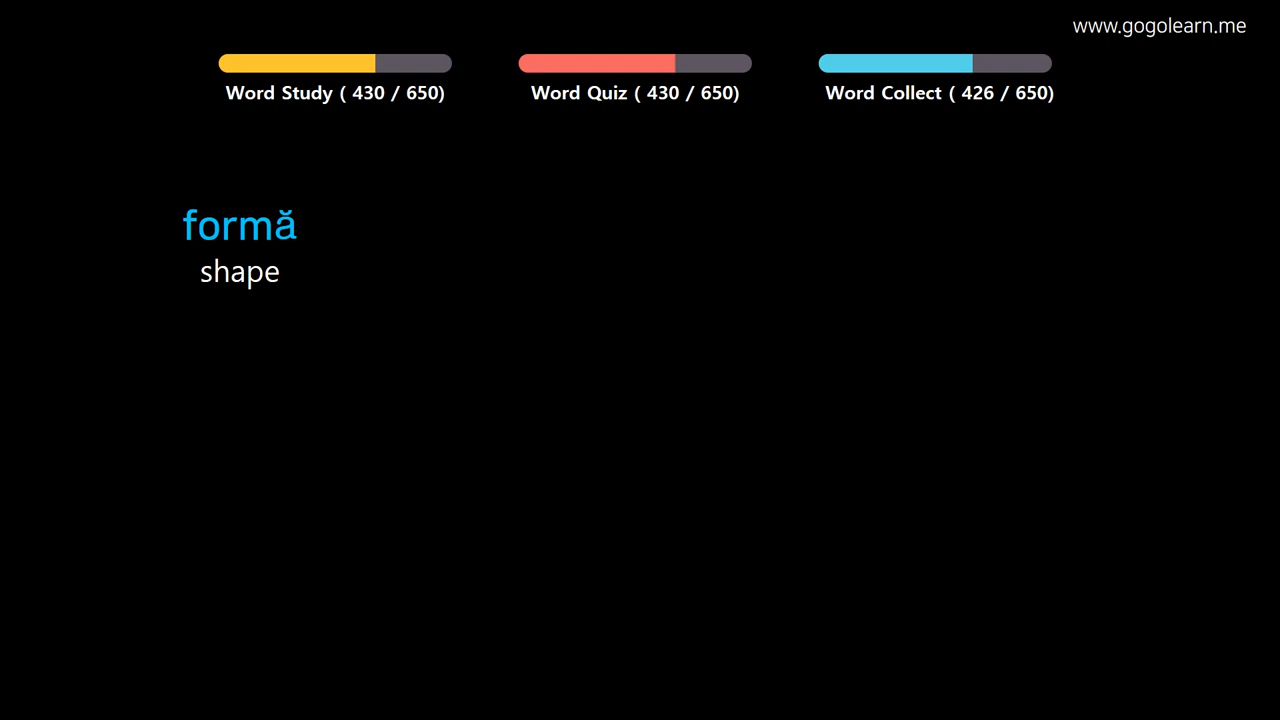 www.gogolearn.me
Word Study ( 430 / 650)
Word Quiz ( 430 / 650)
Word Collect ( 426 / 650)
formă
shape